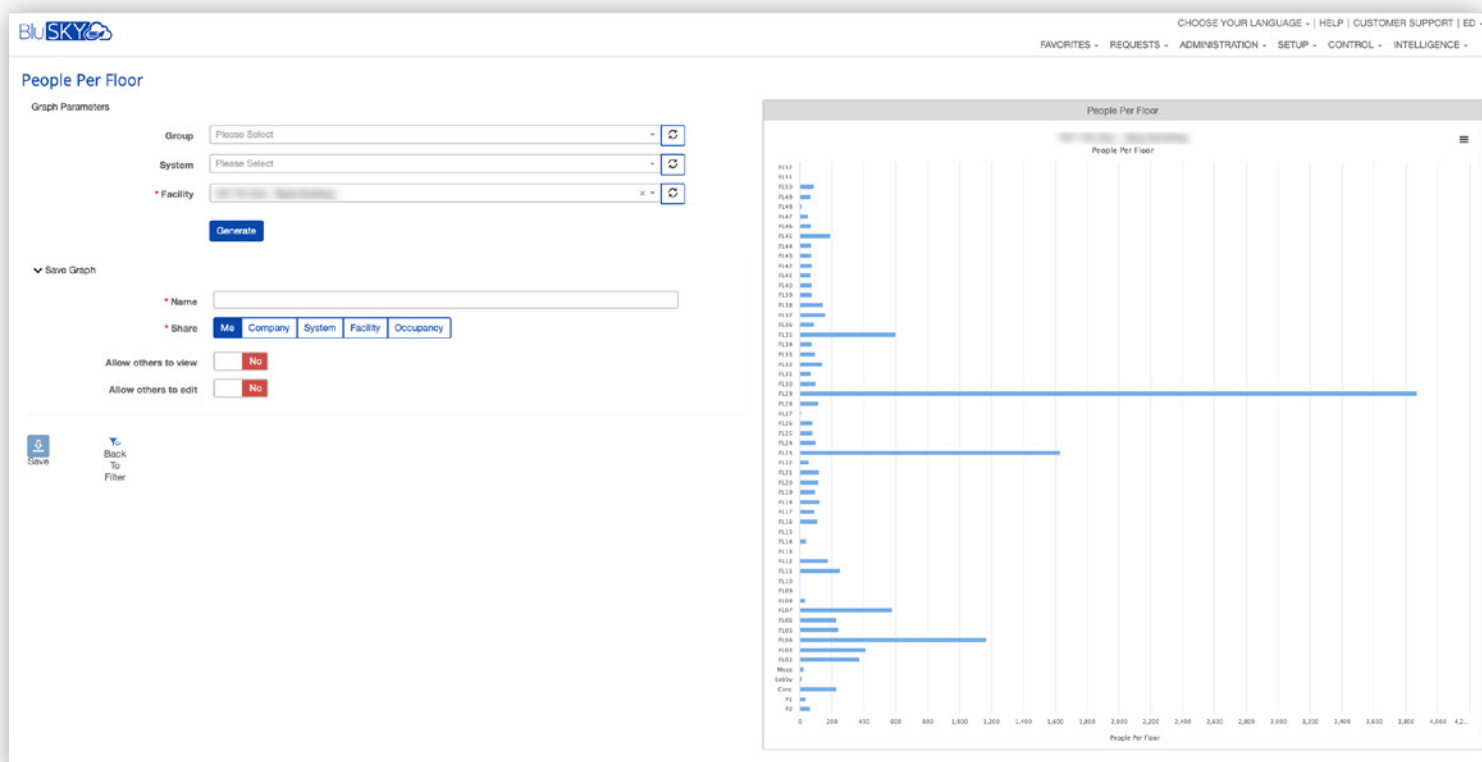 BluSKY
CHOOSE YOUR LANGUAGE | HELP | CUSTOMER SUPPORT | ED
FAVORITES REQUESTS ADMINISTRATION SETUP CONTROL INTELLIGENCE
People Per Floor
Graph Parameters
Group Please Select
System Please Select
* Facility
Generate
Save Graph
* Name
* Share Me Company System Facility Occupancy
Allow others to view No
Allow others to edit No
Save
Back
To
Filter
People Per Floor
People Per Floor
FL52
FL51
FL50
FL49
FL48
FL47
FL46
FL45
FL44
FL43
FL42
FL41
FL40
FL39
FL38
FL37
FL36
FL35
FL34
FL33
FL32
FL31
FL30
FL29
FL28
FL27
FL26
FL25
FL24
FL23
FL22
FL21
FL20
FL19
FL18
FL17
FL16
FL15
FL14
FL13
FL12
FL11
FL10
FL09
FL08
FL07
FL06
FL05
FL04
FL03
FL02
Mezz
Lobby
Conc
P1
P2
0 200 400 600 800 1,000 1,200 1,400 1,600 1,800 2,000 2,200 2,400 2,600 2,800 3,000 3,200 3,400 3,600 3,800 4,000 4,2...
People Per Floor